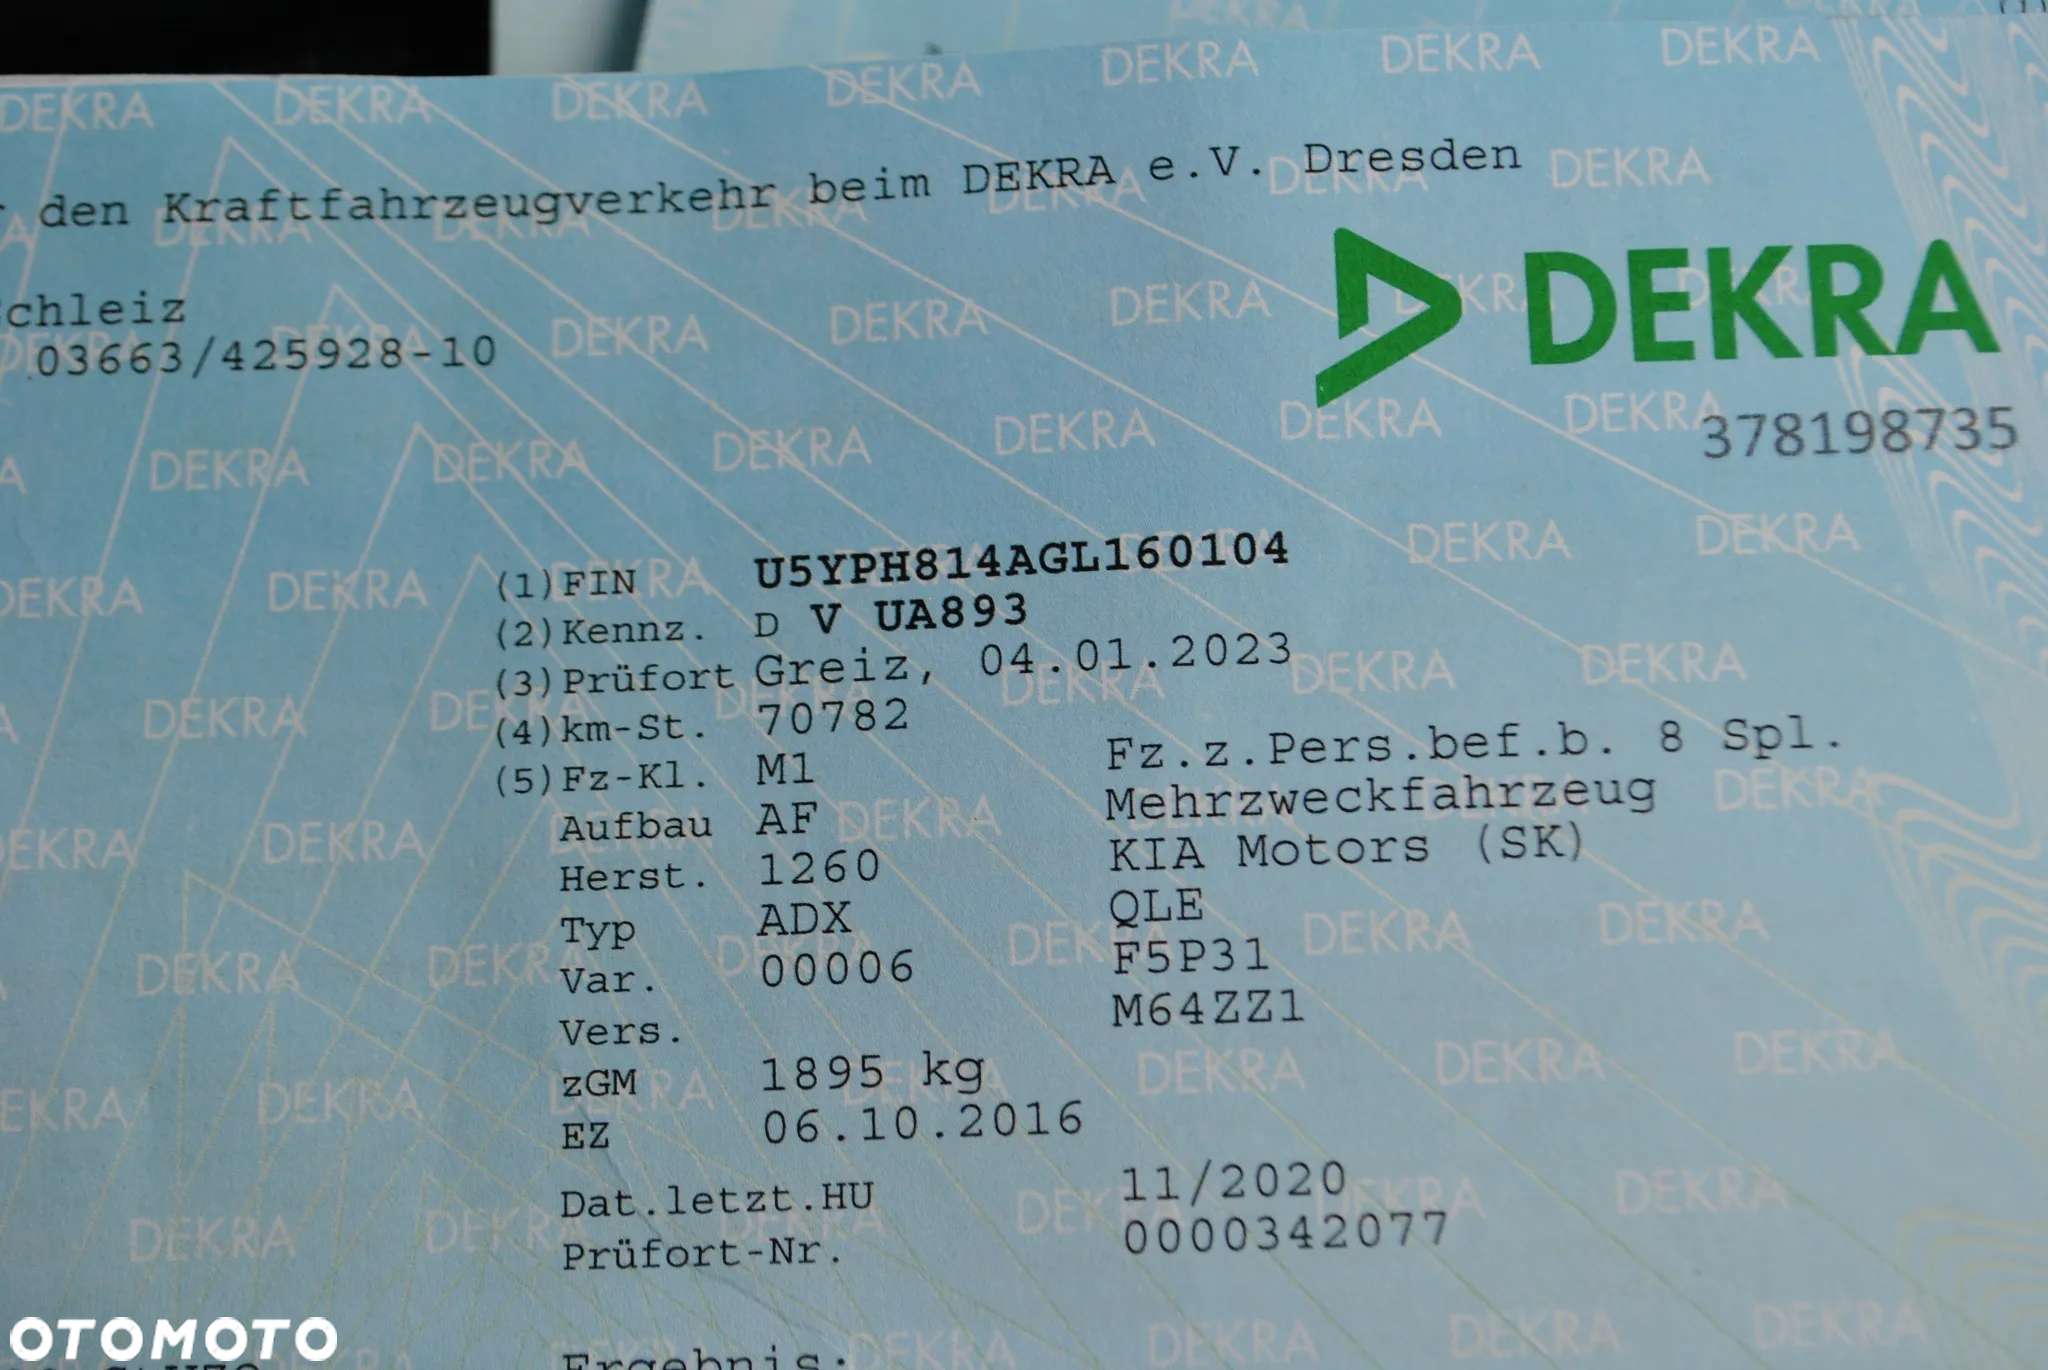 den Kraftfahrzeugverkehr beim DEKRA e.V. Dresden
DEKRA
chleiz
03663/425928-10
378198735
(1) FIN U5YPH814AGL160104
(2) Kennz. D V UA893
(3) Prüfort Greiz, 04.01.2023
(4) km-St. 70782
(5) Fz-Kl. M1 Fz.z.Pers.bef.b. 8 Spl.
Aufbau AF Mehrzweckfahrzeug
Herst. 1260 KIA Motors (SK)
Typ ADX QLE
Var. 00006 F5P31
Vers. M64ZZ1
zGM 1895 kg
EZ 06.10.2016
Dat.letzt.HU 11/2020
Prüfort-Nr. 0000342077
Ergebnis:
OTOMOTO